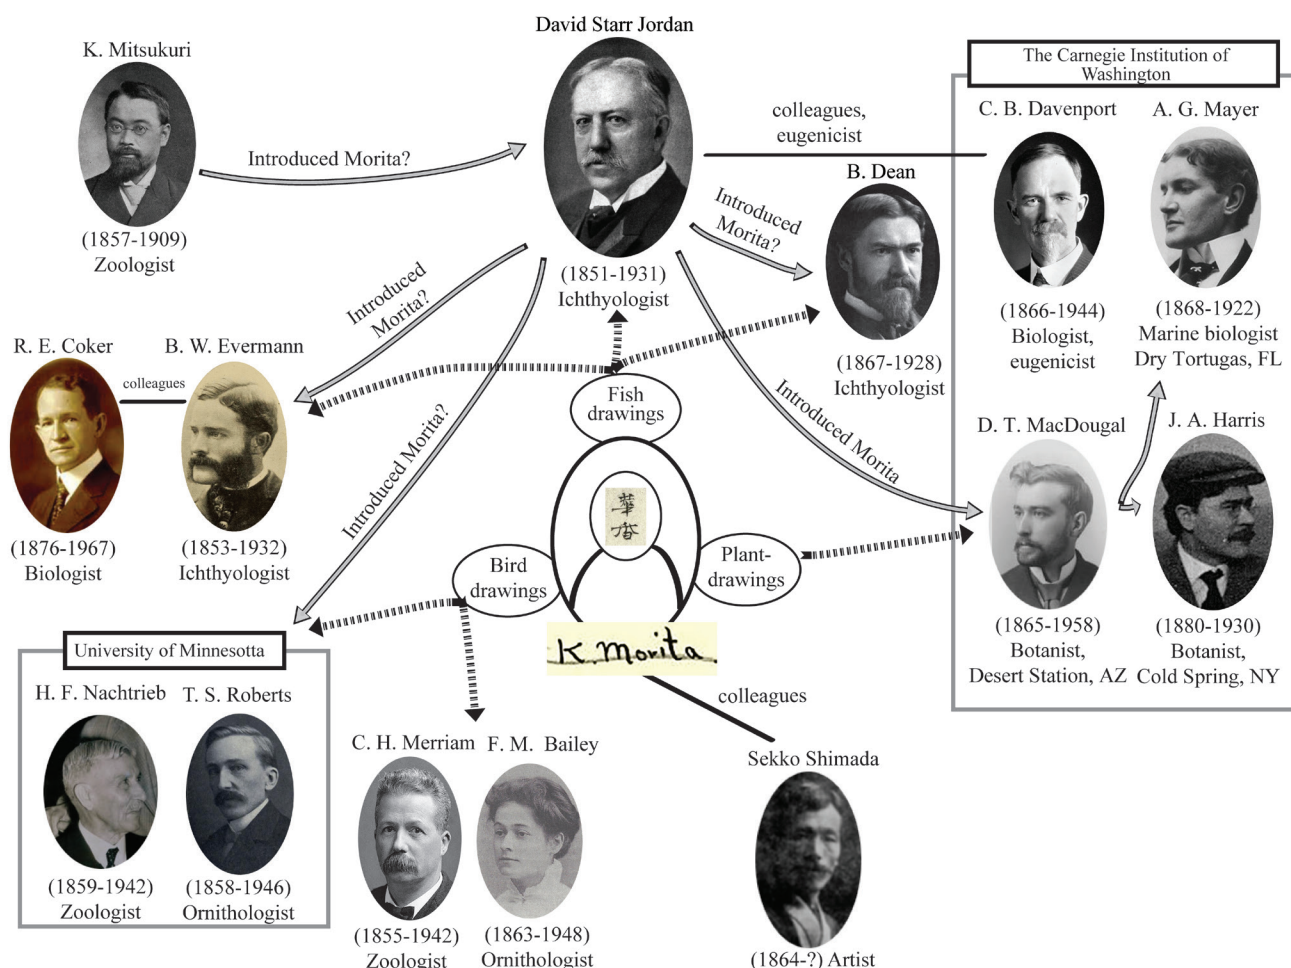 David Starr Jordan
K. Mitsukuri
The Carnegie Institution of
Washington
C. B. Davenport
A. G. Mayer
colleagues,
eugenicist
Introduced Morita?
B. Dean
Introduced
Morita?
(1857-1909)
Zoologist
(1851-1931)
Ichthyologist
Introduced
Morita?
(1866-1944)
Biologist,
eugenicist
(1868-1922)
Marine biologist
Dry Tortugas, FL
R. E. Coker
B. W. Evermann
colleagues
(1867-1928)
Ichthyologist
Fish
drawings
Introduced Morita?
Introduced Morita
D. T. MacDougal
J. A. Harris
華
香
(1876-1967)
Biologist
(1853-1932)
Ichthyologist
Bird
drawings
Plant-
drawings
(1865-1958)
Botanist,
Desert Station, AZ
(1880-1930)
Botanist,
Cold Spring, NY
K. Morita.
University of Minnesotta
H. F. Nachtrieb
T. S. Roberts
colleagues
C. H. Merriam
F. M. Bailey
Sekko Shimada
(1859-1942)
Zoologist
(1858-1946)
Ornithologist
(1855-1942)
Zoologist
(1863-1948)
Ornithologist
(1864-?) Artist